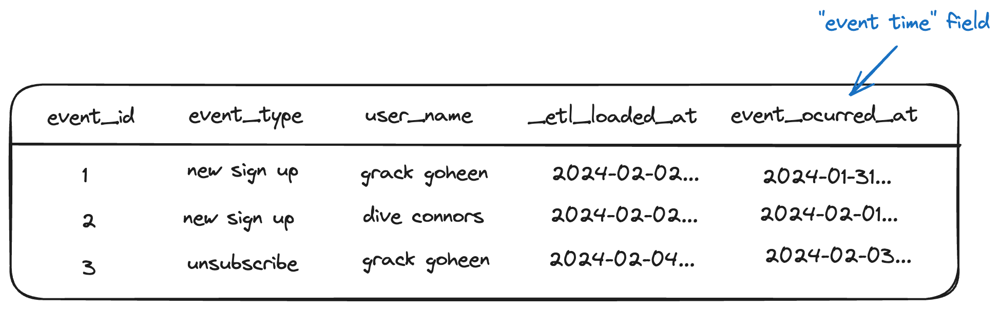 "event time" field
event_id event_type user_name _etl_loaded_at event_ocurred_at
1 new sign up grack goheen 2024-02-02... 2024-01-31...
2 new sign up dive connors 2024-02-02... 2024-02-01...
3 unsubscribe grack goheen 2024-02-04... 2024-02-03...